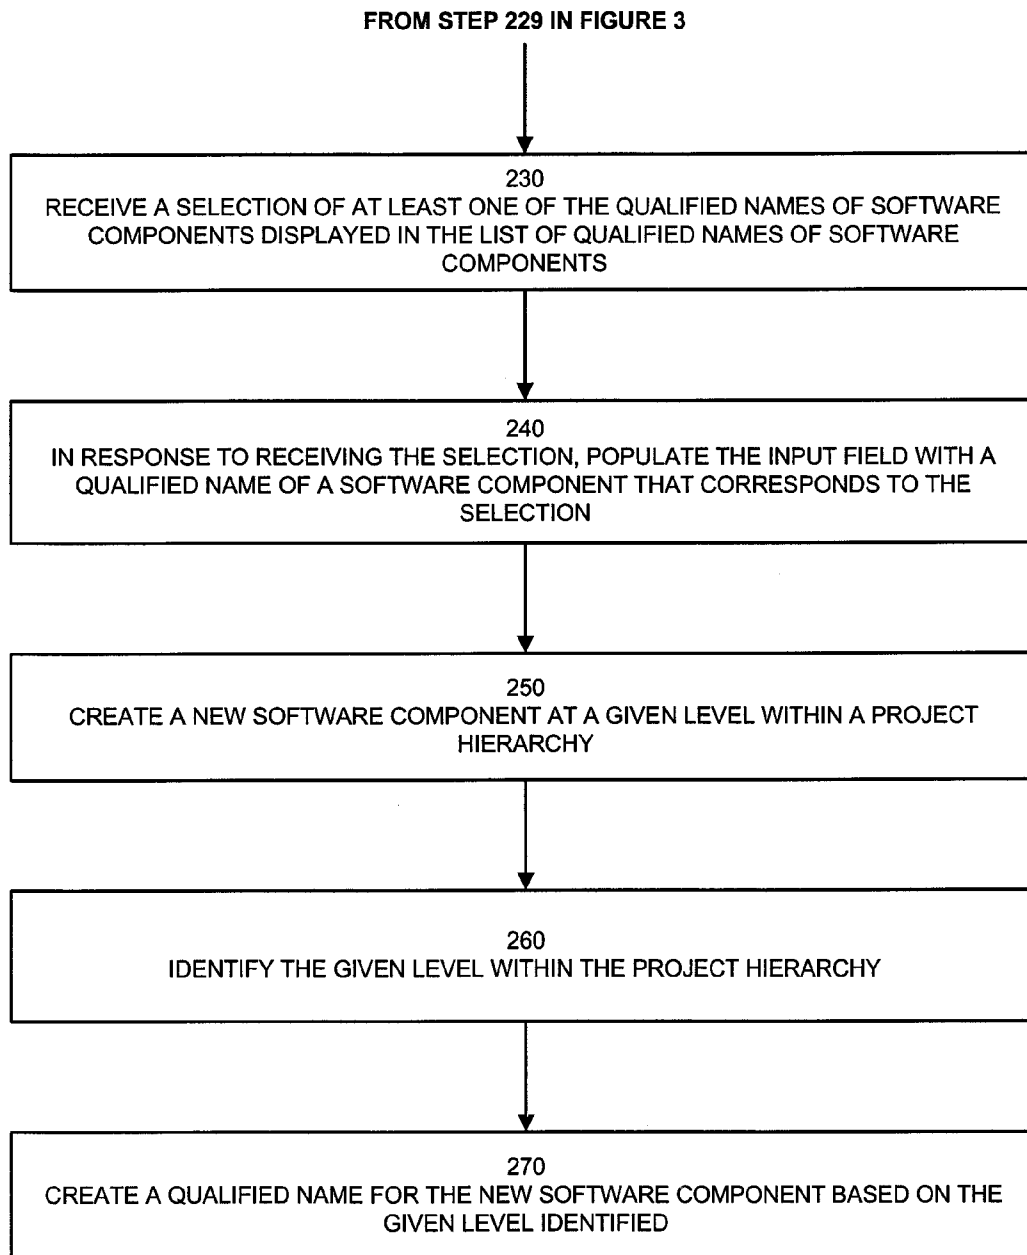 FROM STEP 229 IN FIGURE 3
230
RECEIVE A SELECTION OF AT LEAST ONE OF THE QUALIFIED NAMES OF SOFTWARE
COMPONENTS DISPLAYED IN THE LIST OF QUALIFIED NAMES OF SOFTWARE
COMPONENTS
240
IN RESPONSE TO RECEIVING THE SELECTION, POPULATE THE INPUT FIELD WITH A
QUALIFIED NAME OF A SOFTWARE COMPONENT THAT CORRESPONDS TO THE
SELECTION
250
CREATE A NEW SOFTWARE COMPONENT AT A GIVEN LEVEL WITHIN A PROJECT
HIERARCHY
260
IDENTIFY THE GIVEN LEVEL WITHIN THE PROJECT HIERARCHY
270
CREATE A QUALIFIED NAME FOR THE NEW SOFTWARE COMPONENT BASED ON THE
GIVEN LEVEL IDENTIFIED